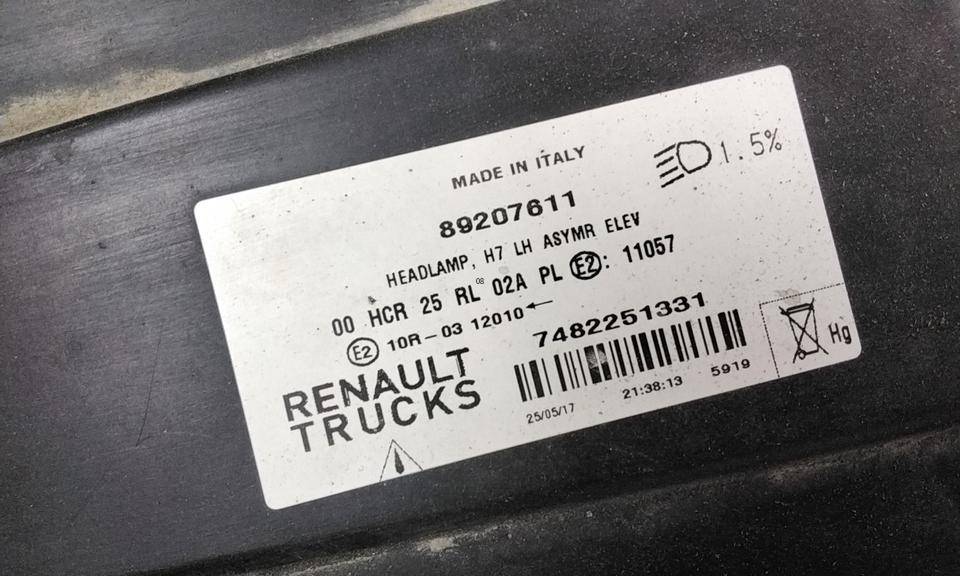 MADE IN ITALY
1.5%
89207611
HEADLAMP, H7 LH ASYMR ELEV
00 HCR 25 RL 02A PL E2: 11057
08
E2 10R-03 12010
RENAULT
TRUCKS
7482251331
25/05/17 21:38:13 5919
Hg